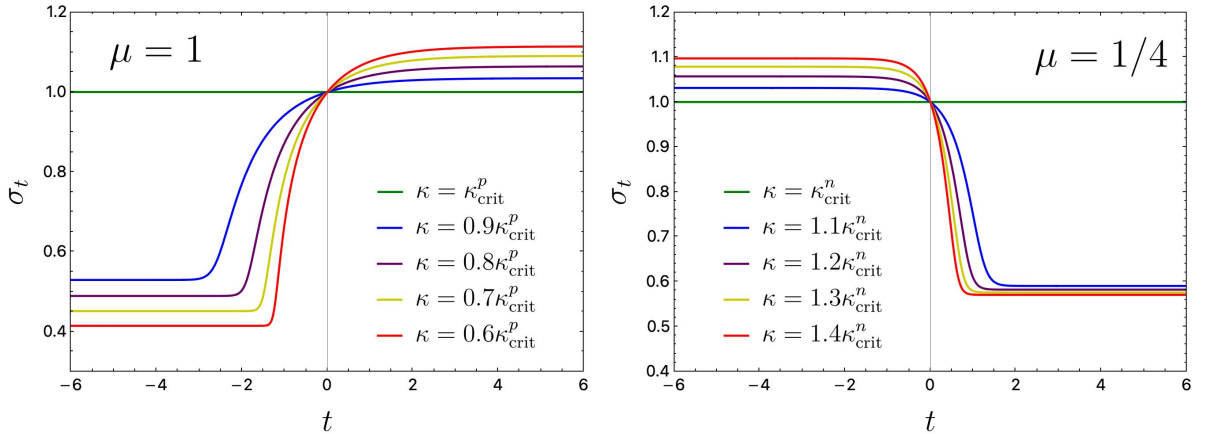 μ = 1
σ_t
1.2
1.0
0.8
0.6
0.4
−6
−4
−2
0
2
4
6
t
κ = κ^p_crit
κ = 0.9κ^p_crit
κ = 0.8κ^p_crit
κ = 0.7κ^p_crit
κ = 0.6κ^p_crit
μ = 1/4
σ_t
1.2
1.1
1.0
0.9
0.8
0.7
0.6
0.5
0.4
−6
−4
−2
0
2
4
6
t
κ = κ^n_crit
κ = 1.1κ^n_crit
κ = 1.2κ^n_crit
κ = 1.3κ^n_crit
κ = 1.4κ^n_crit